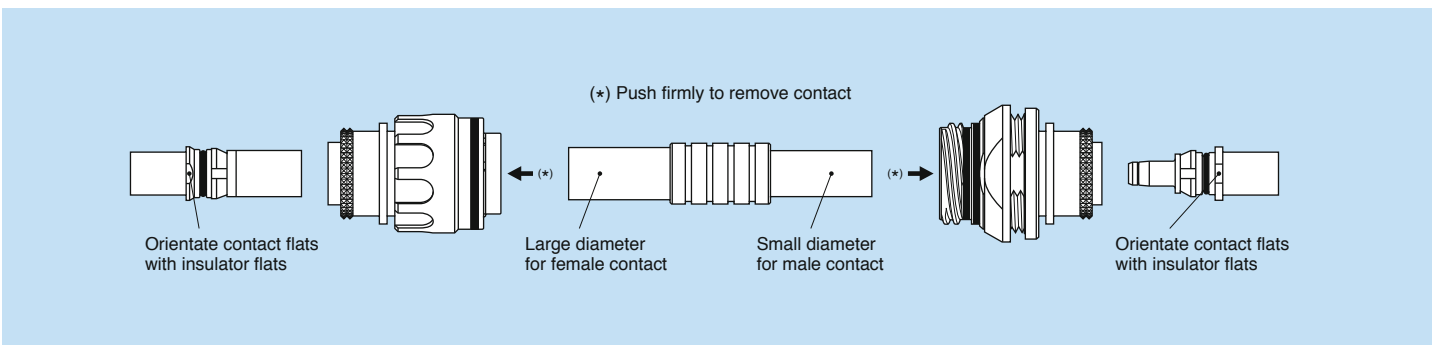 (*) Push firmly to remove contact
(*)
(*)
Orientate contact flats
with insulator flats
Large diameter
for female contact
Small diameter
for male contact
Orientate contact flats
with insulator flats